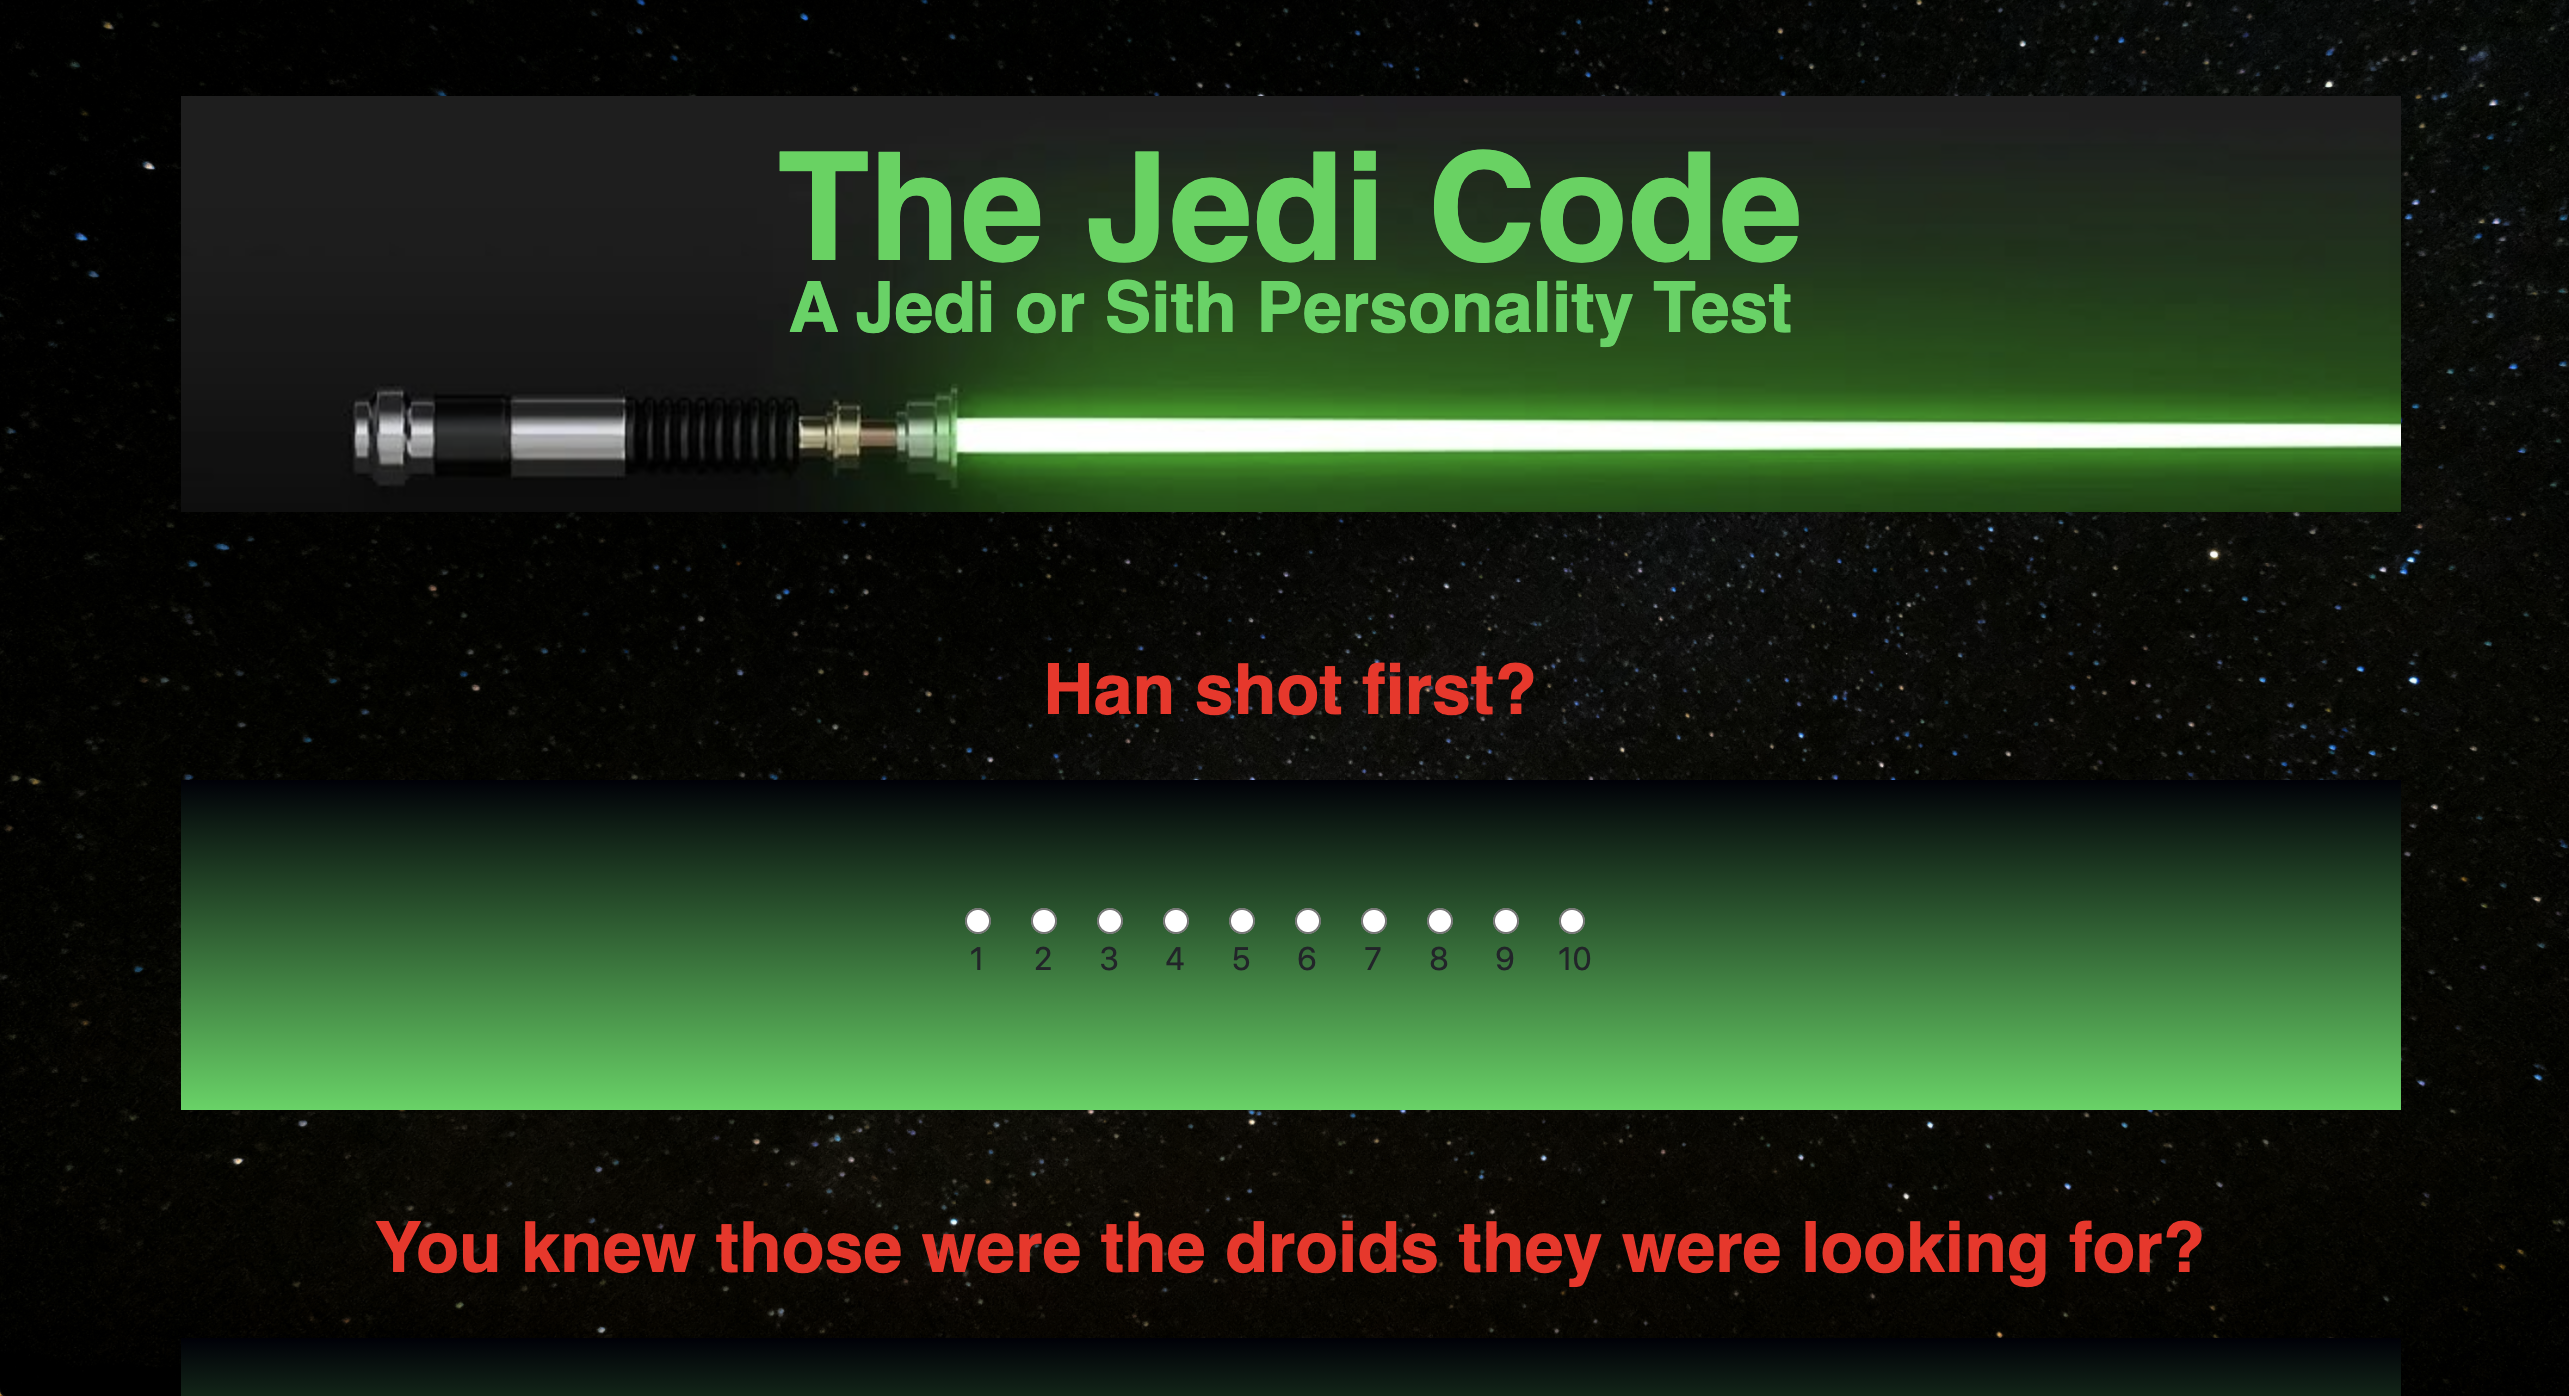 The Jedi Code
A Jedi or Sith Personality Test
Han shot first?
1 2 3 4 5 6 7 8 9 10
You knew those were the droids they were looking for?